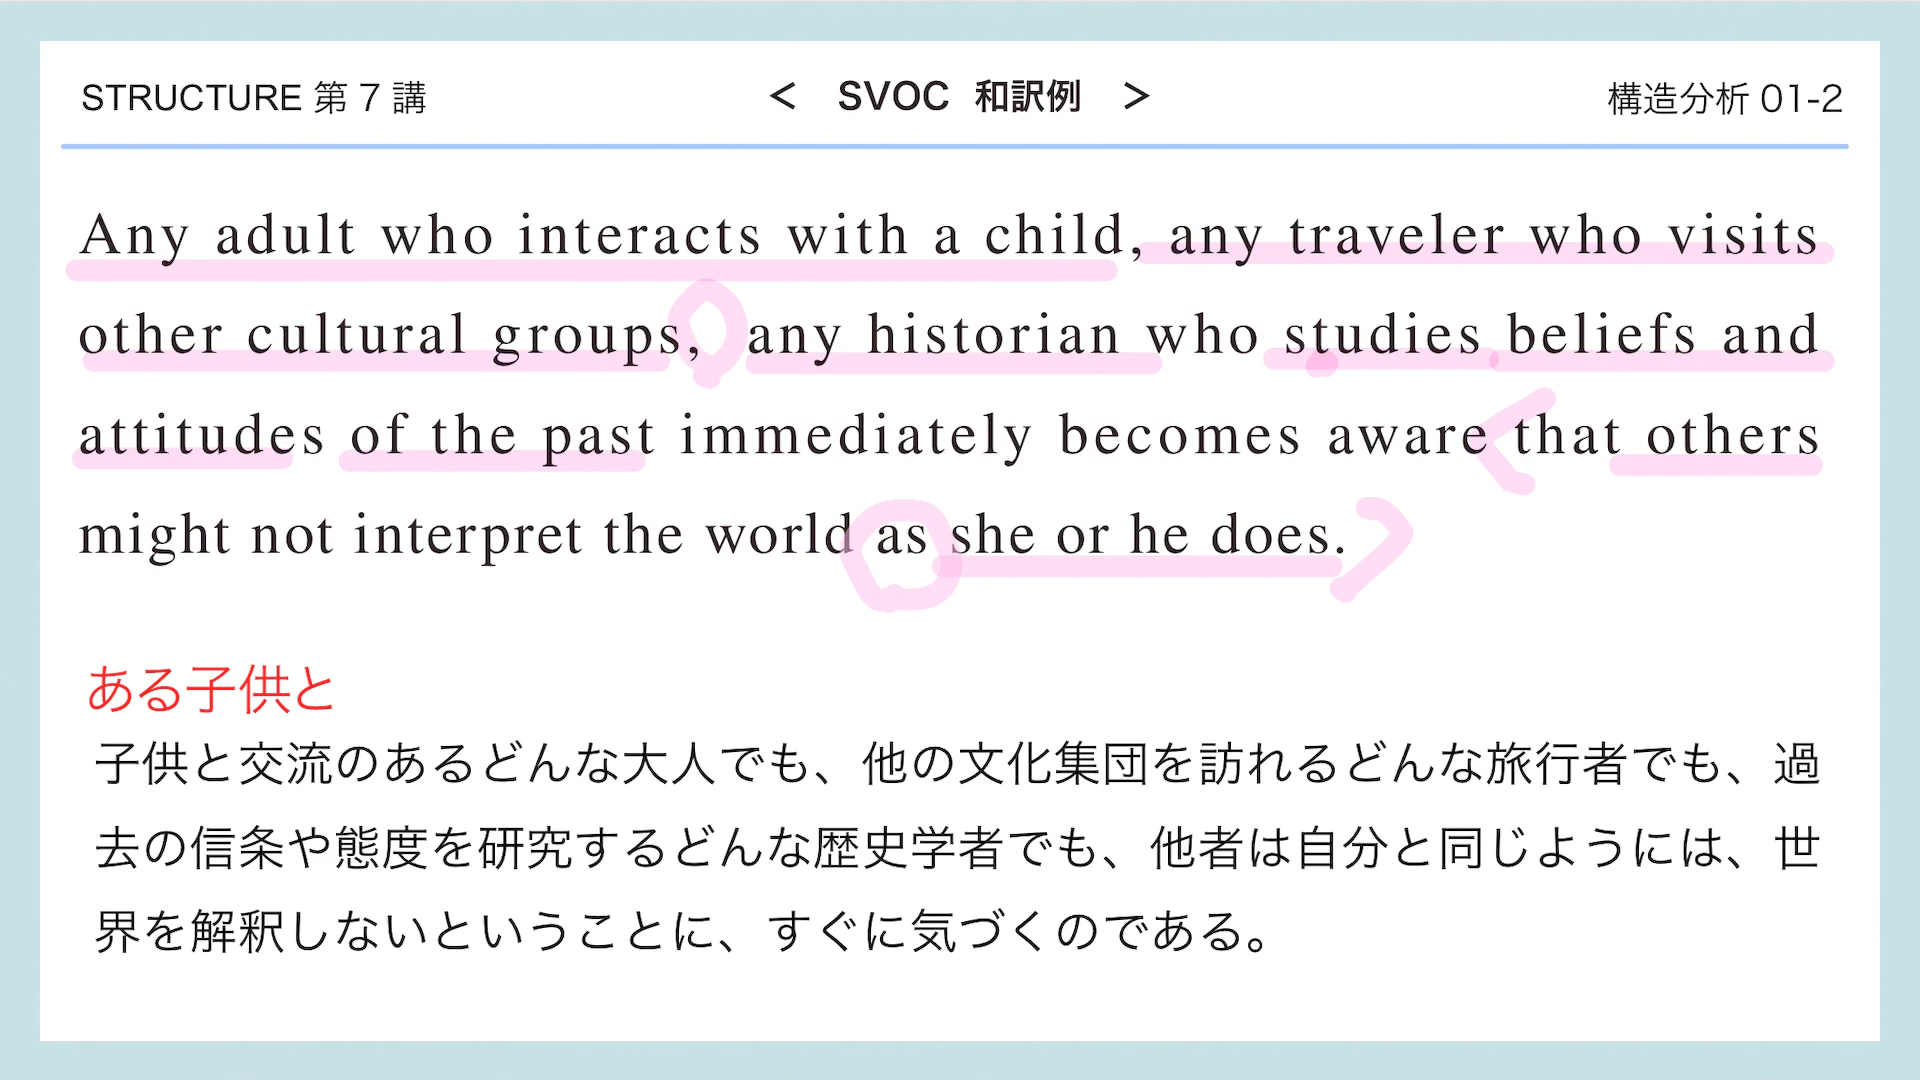 STRUCTURE 第 7 講
< SVOC 和訳例 >
構造分析 01-2
Any adult who interacts with a child, any traveler who visits
other cultural groups, any historian who studies beliefs and
attitudes of the past immediately becomes aware that others
might not interpret the world as she or he does.
ある子供と
子供と交流のあるどんな大人でも、他の文化集団を訪れるどんな旅行者でも、過
去の信条や態度を研究するどんな歴史学者でも、他者は自分と同じようには、世
界を解釈しないということに、すぐに気づくのである。